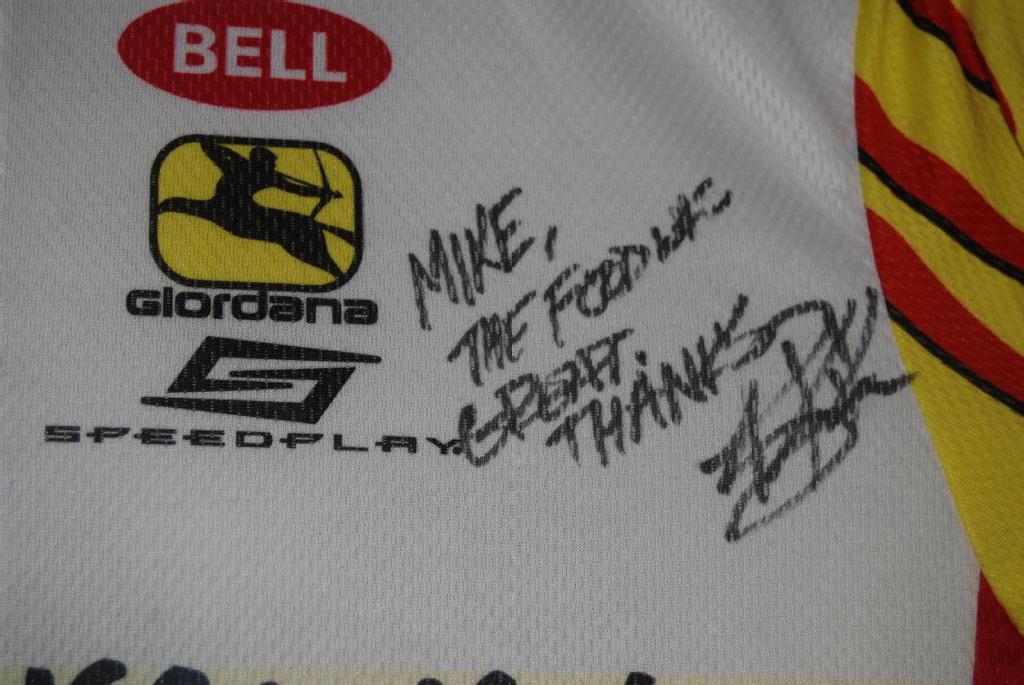 BELL
Giordana
SPEEDPLAY
MIKE,
THE FOOD WAS
GREAT.
THANKS